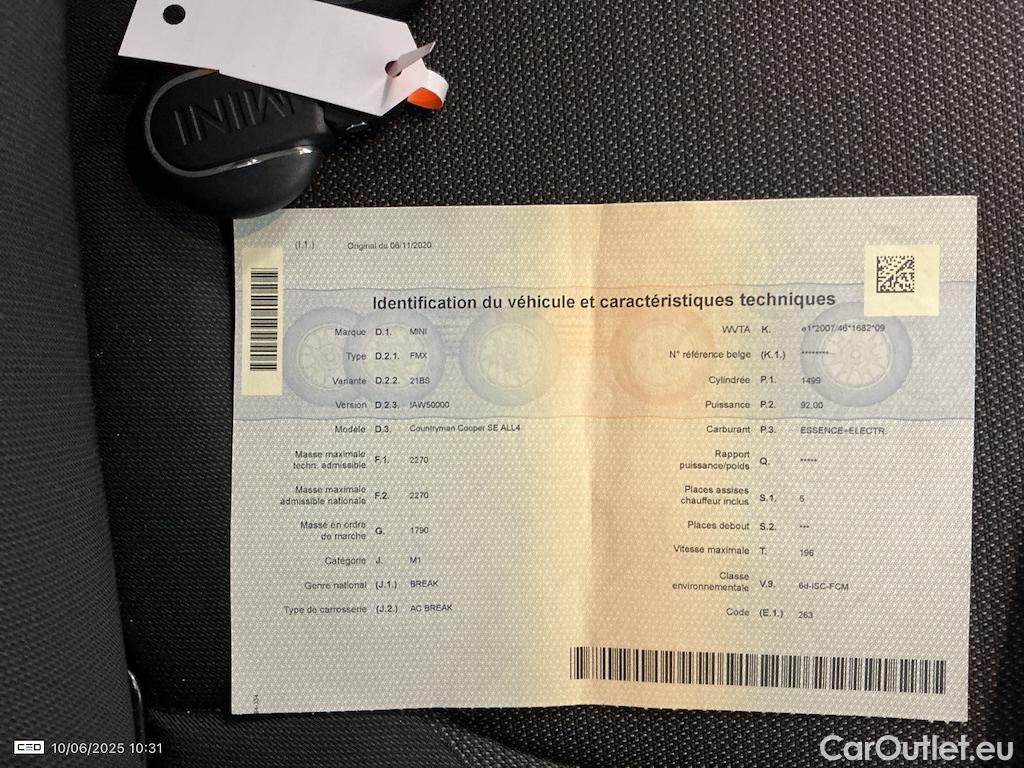 MINI
(I.1.) Original du 06/11/2020
Identification du véhicule et caractéristiques techniques
Marque D.1. MINI
Type D.2.1. FMX
Variante D.2.2. 21BS
Version D.2.3. IAW50000
Modèle D.3. Countryman Cooper SE ALL4
Masse maximale
techn. admissible F.1. 2270
Masse maximale
admissible nationale F.2. 2270
Masse en ordre
de marche G. 1790
Catégorie J. M1
Genre national (J.1.) BREAK
Type de carrosserie (J.2.) AC BREAK
WVTA K. e1*2007/46*1682*09
N° référence belge (K.1.) ********
Cylindrée P.1. 1499
Puissance P.2. 92,00
Carburant P.3. ESSENCE+ELECTR.
Rapport
puissance/poids Q. *****
Places assises
chauffeur inclus S.1. 5
Places debout S.2. ***
Vitesse maximale T. 196
Classe
environnementale V.9. 6d-ISC-FCM
Code (E.1.) 263
CEO 10/06/2025 10:31
CarOutlet.eu